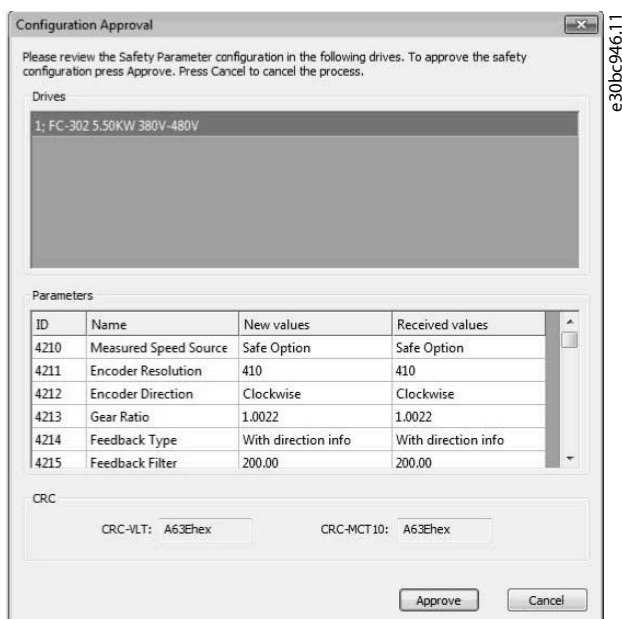 Configuration Approval
Please review the Safety Parameter configuration in the following drives. To approve the safety
configuration press Approve. Press Cancel to cancel the process.
Drives
1; FC-302 5.50KW 380V-480V
Parameters
ID Name New values Received values
4210 Measured Speed Source Safe Option Safe Option
4211 Encoder Resolution 410 410
4212 Encoder Direction Clockwise Clockwise
4213 Gear Ratio 1.0022 1.0022
4214 Feedback Type With direction info With direction info
4215 Feedback Filter 200.00 200.00
CRC
CRC-VLT: A63Ehex CRC-MCT10: A63Ehex
Approve Cancel
e30bc946.11